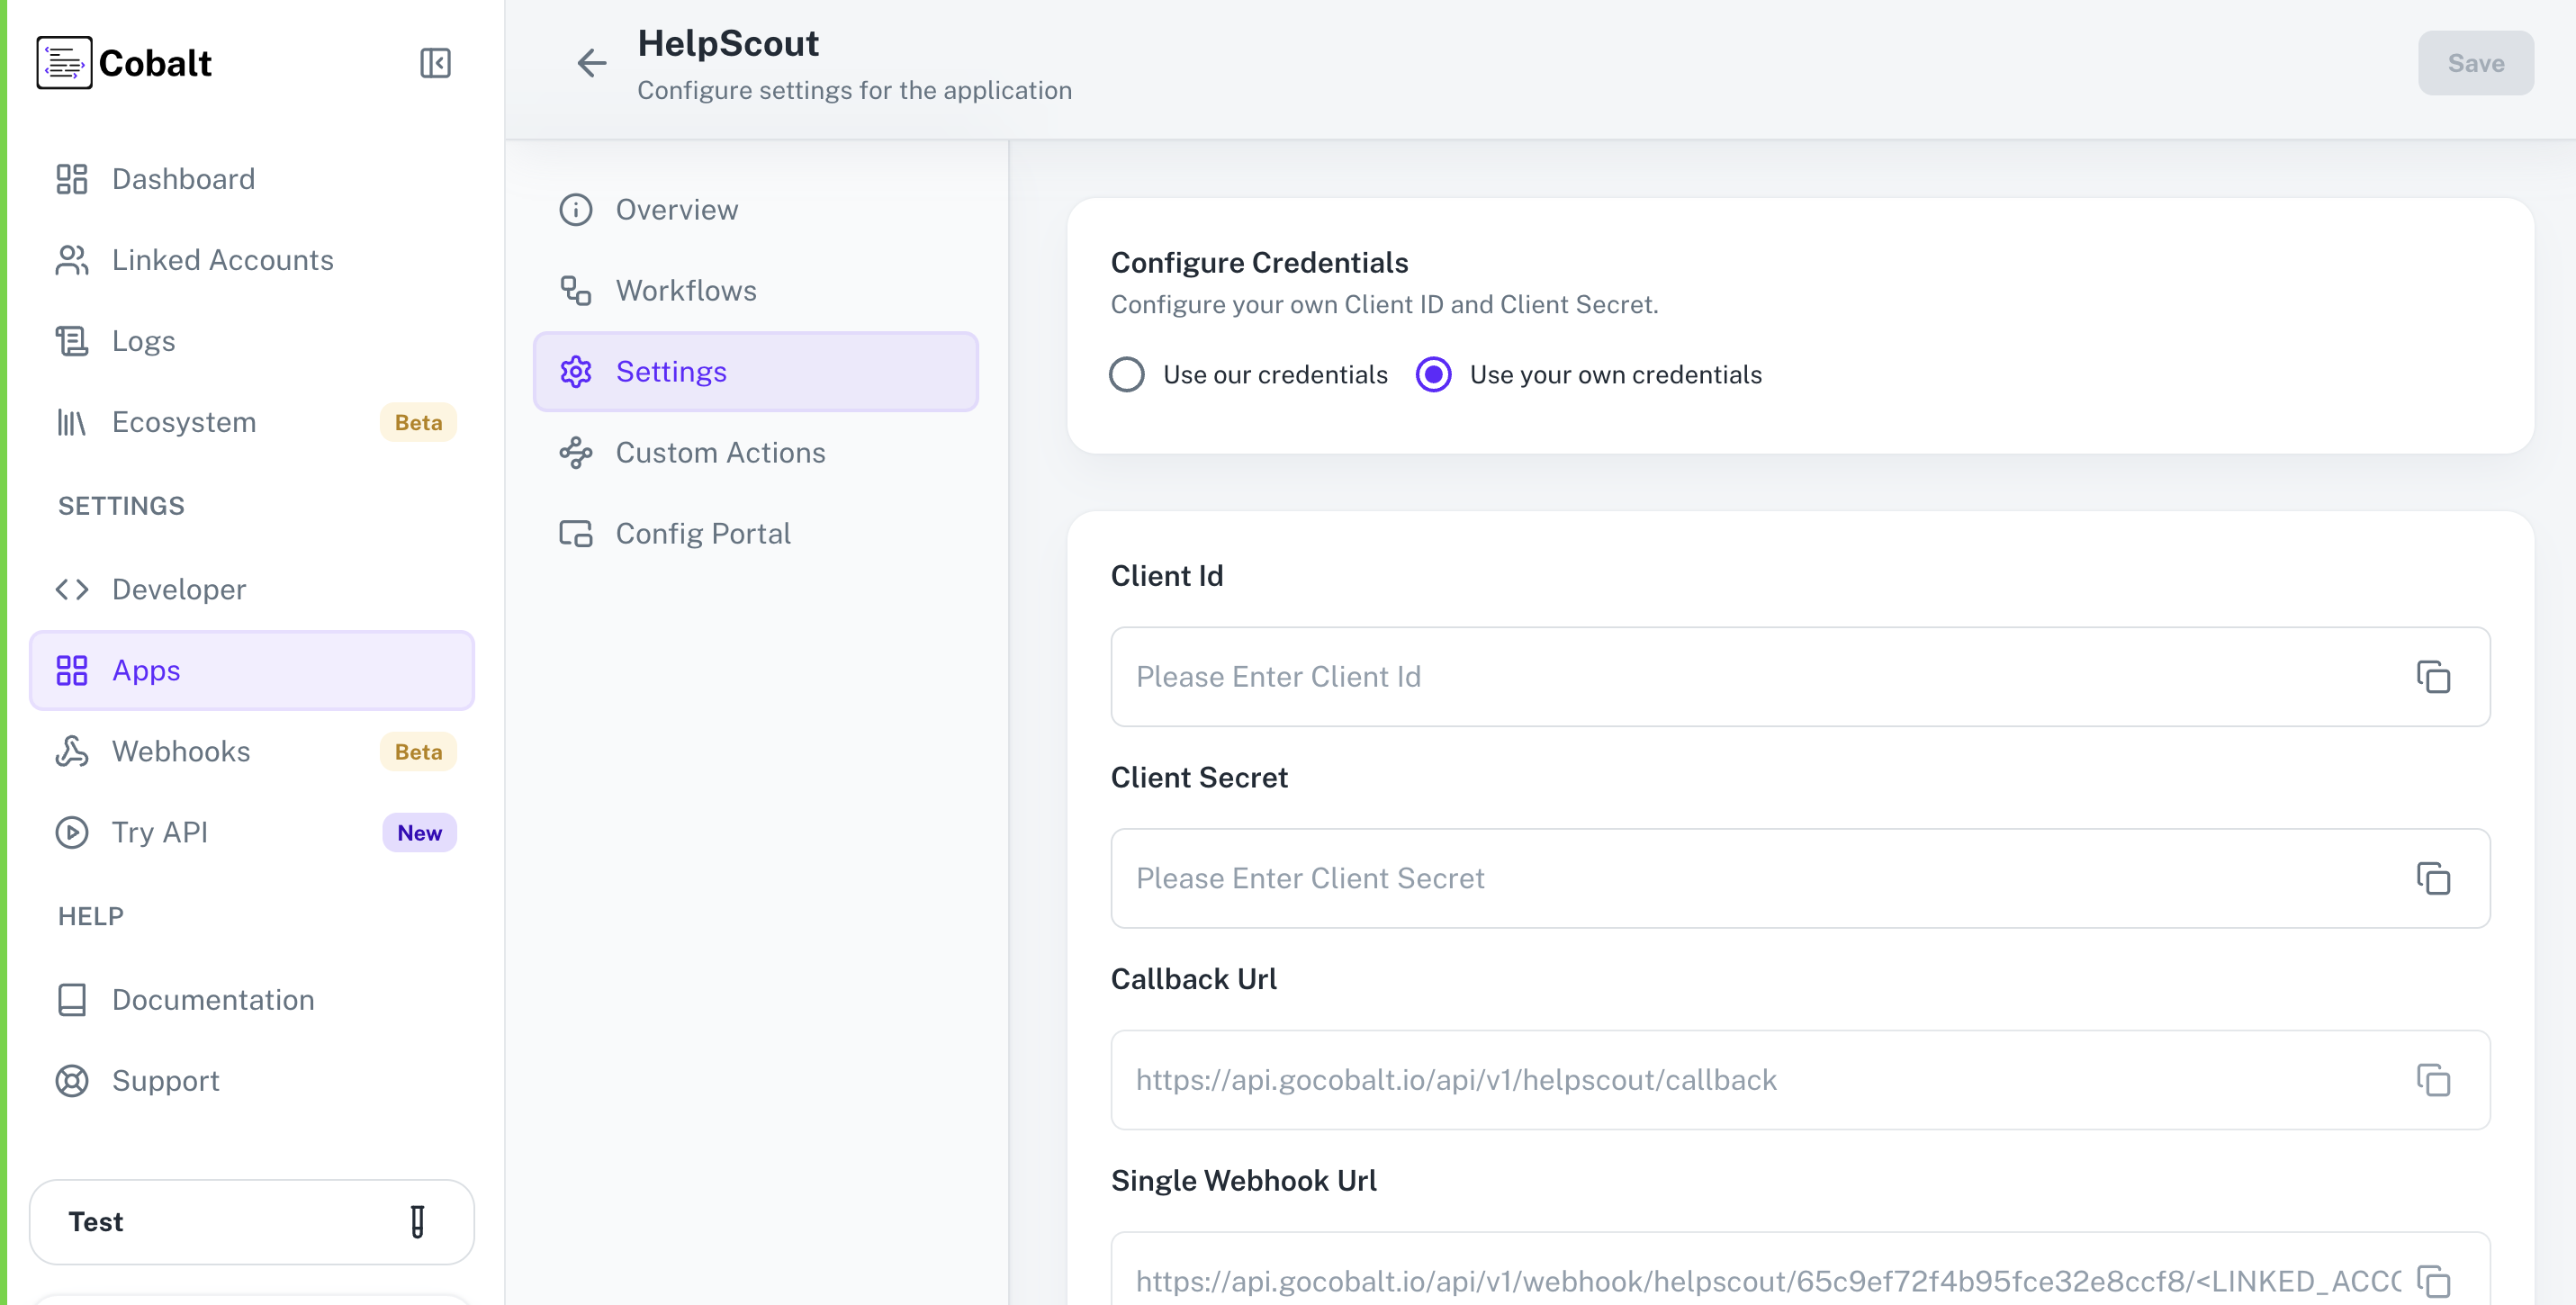 Cobalt
Dashboard
Linked Accounts
Logs
Ecosystem Beta
SETTINGS
Developer
Apps
Webhooks Beta
Try API New
HELP
Documentation
Support
Test
HelpScout
Configure settings for the application
Save
Overview
Workflows
Settings
Custom Actions
Config Portal
Configure Credentials
Configure your own Client ID and Client Secret.
Use our credentials Use your own credentials
Client Id
Please Enter Client Id
Client Secret
Please Enter Client Secret
Callback Url
https://api.gocobalt.io/api/v1/helpscout/callback
Single Webhook Url
https://api.gocobalt.io/api/v1/webhook/helpscout/65c9ef72f4b95fce32e8ccf8/<LINKED_ACCO